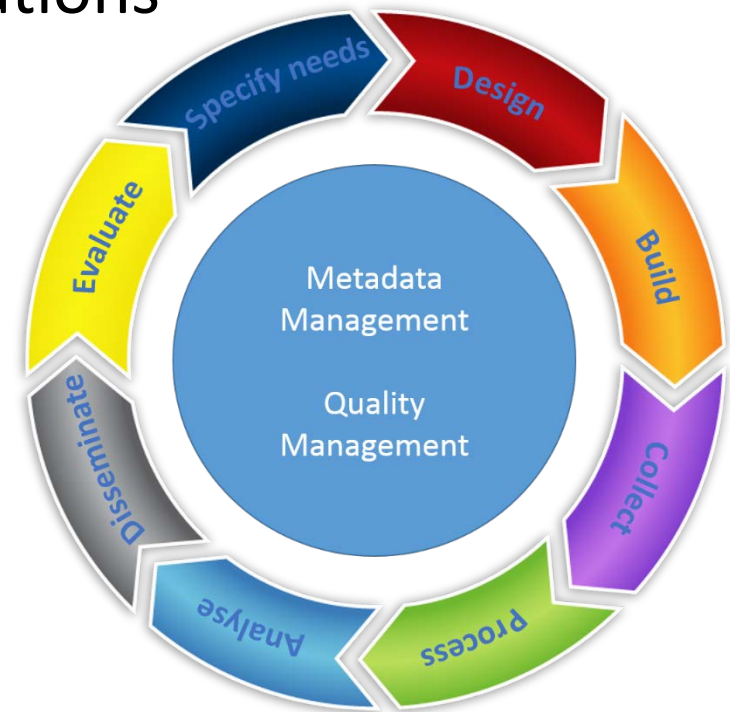 Specify needs
Design
Build
Collect
Process
Analyse
Disseminate
Evaluate
Metadata
Management
Quality
Management